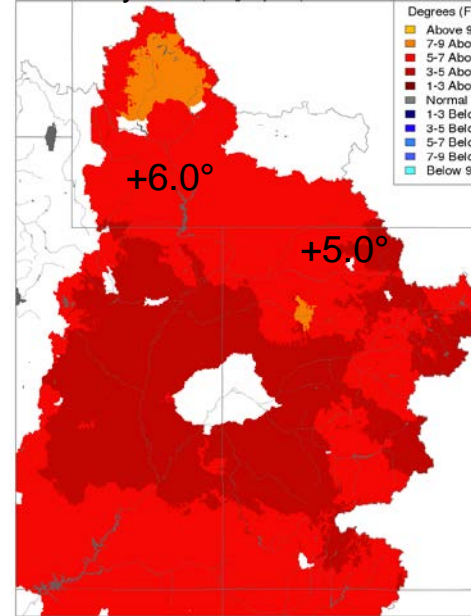 Degrees (F
Above 9
7-9 Abo
5-7 Abo
3-5 Abo
1-3 Abo
Normal
1-3 Belo
3-5 Belo
5-7 Belo
7-9 Belo
Below 9
+6.0°
+5.0°